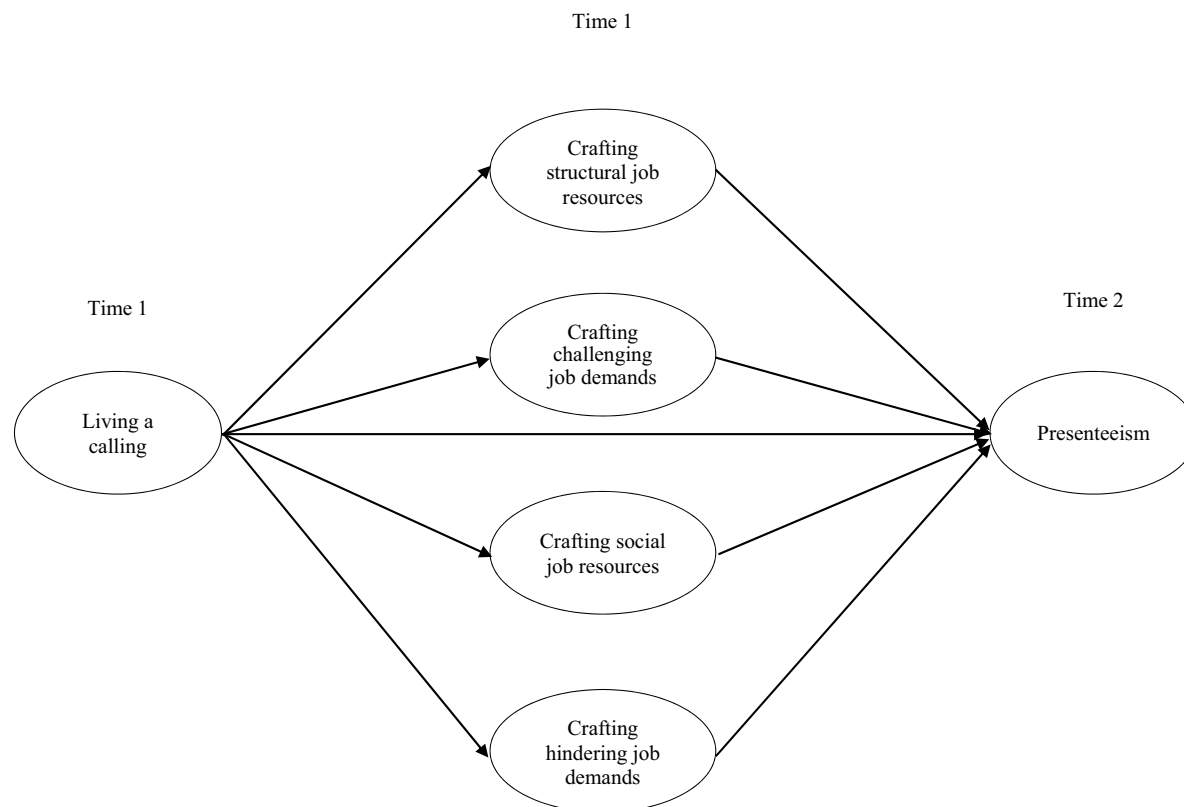 Time 1
Crafting
structural job
resources
Time 1
Crafting
challenging
job demands
Time 2
Living a
calling
Presenteeism
Crafting social
job resources
Crafting
hindering job
demands